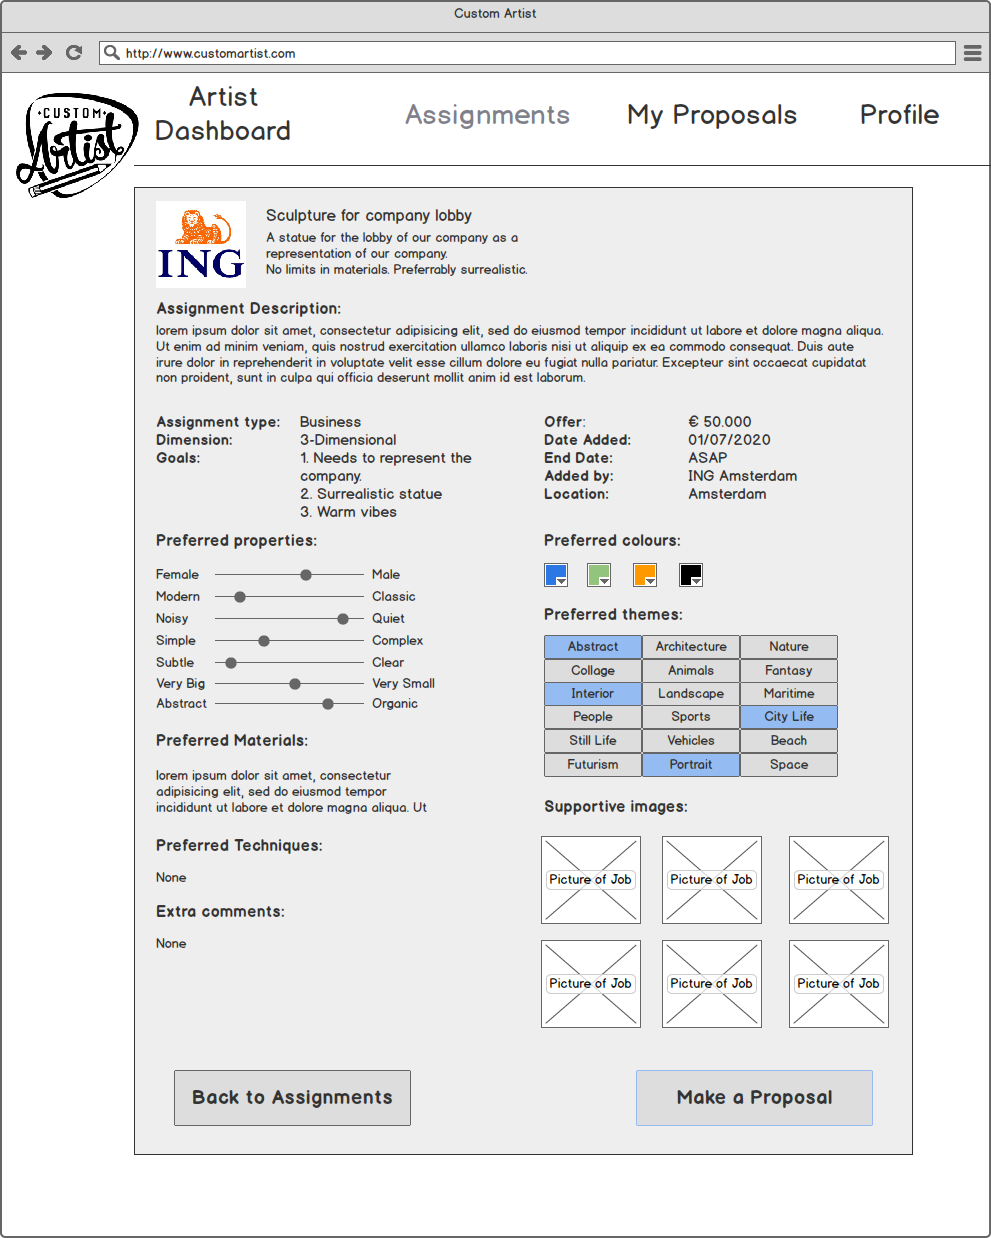 Custom Artist
http://www.customartist.com
CUSTOM
Artist
Artist
Dashboard
Assignments
My Proposals
Profile
ING
Sculpture for company lobby
A statue for the lobby of our company as a
representation of our company.
No limits in materials. Preferrably surrealistic.
Assignment Description:
lorem ipsum dolor sit amet, consectetur adipisicing elit, sed do eiusmod tempor incididunt ut labore et dolore magna aliqua.
Ut enim ad minim veniam, quis nostrud exercitation ullamco laboris nisi ut aliquip ex ea commodo consequat. Duis aute
irure dolor in reprehenderit in voluptate velit esse cillum dolore eu fugiat nulla pariatur. Excepteur sint occaecat cupidatat
non proident, sunt in culpa qui officia deserunt mollit anim id est laborum.
Assignment type: Business
Dimension: 3-Dimensional
Goals: 1. Needs to represent the
company.
2. Surrealistic statue
3. Warm vibes
Offer: € 50.000
Date Added: 01/07/2020
End Date: ASAP
Added by: ING Amsterdam
Location: Amsterdam
Preferred properties:
Female Male
Modern Classic
Noisy Quiet
Simple Complex
Subtle Clear
Very Big Very Small
Abstract Organic
Preferred Materials:
lorem ipsum dolor sit amet, consectetur
adipisicing elit, sed do eiusmod tempor
incididunt ut labore et dolore magna aliqua. Ut
Preferred Techniques:
None
Extra comments:
None
Preferred colours:
Preferred themes:
Abstract Architecture Nature
Collage Animals Fantasy
Interior Landscape Maritime
People Sports City Life
Still Life Vehicles Beach
Futurism Portrait Space
Supportive images:
Picture of Job Picture of Job Picture of Job
Picture of Job Picture of Job Picture of Job
Back to Assignments
Make a Proposal